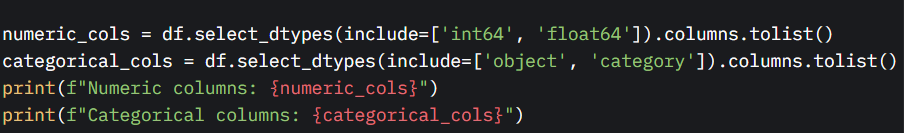 numeric_cols = df.select_dtypes(include=['int64', 'float64']).columns.tolist()
categorical_cols = df.select_dtypes(include=['object', 'category']).columns.tolist()
print(f"Numeric columns: {numeric_cols}")
print(f"Categorical columns: {categorical_cols}")